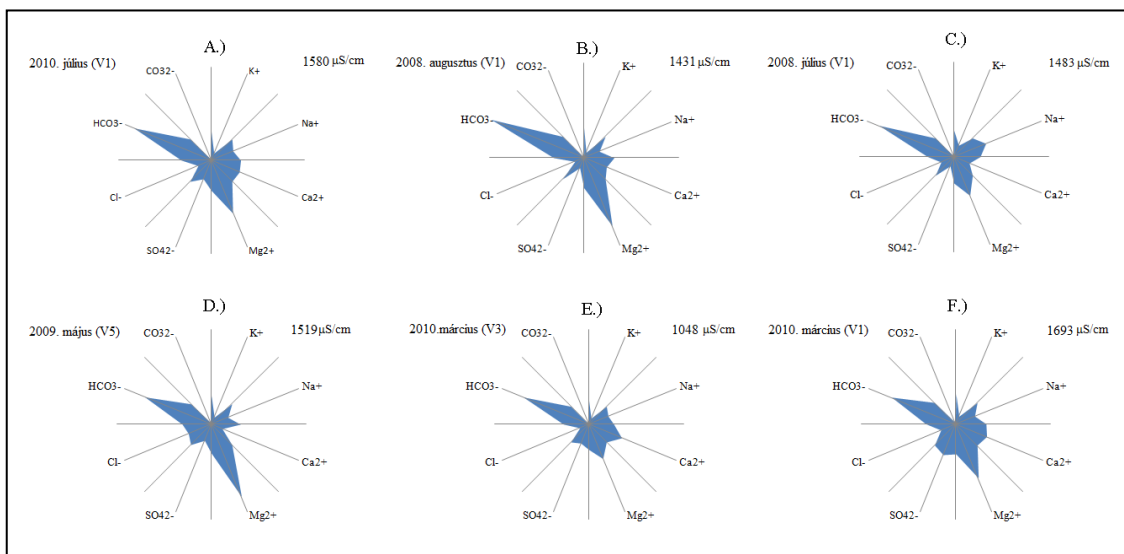 A.)
2010. július (V1)
1580 µS/cm
CO32-
K+
HCO3-
Na+
Cl-
Ca2+
SO42-
Mg2+
B.)
2008. augusztus (V1)
1431 µS/cm
CO32-
K+
HCO3-
Na+
Cl-
Ca2+
SO42-
Mg2+
C.)
2008. július (V1)
1483 µS/cm
CO32-
K+
HCO3-
Na+
Cl-
Ca2+
SO42-
Mg2+
D.)
2009. május (V5)
1519 µS/cm
CO32-
K+
HCO3-
Na+
Cl-
Ca2+
SO42-
Mg2+
E.)
2010.március (V3)
1048 µS/cm
CO32-
K+
HCO3-
Na+
Cl-
Ca2+
SO42-
Mg2+
F.)
2010. március (V1)
1693 µS/cm
CO32-
K+
HCO3-
Na+
Cl-
Ca2+
SO42-
Mg2+